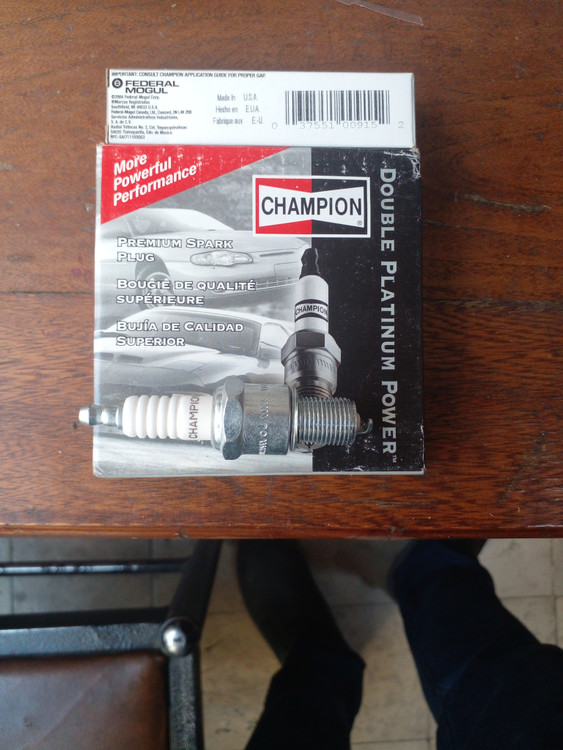 IMPORTANT: CONSULT CHAMPION APPLICATION GUIDE FOR PROPER GAP.
FEDERAL
MOGUL
Made In U.S.A.
Hecho en E.U.A.
Fabrique aux E.-U.
0 37551 00915 2
More
Powerful
Performance
CHAMPION
DOUBLE PLATINUM POWER™
PREMIUM SPARK
PLUG
BOUGIE DE QUALITÉ
SUPÉRIEURE
BUJÍA DE CALIDAD
SUPERIOR
CHAMPION
CHAMPION